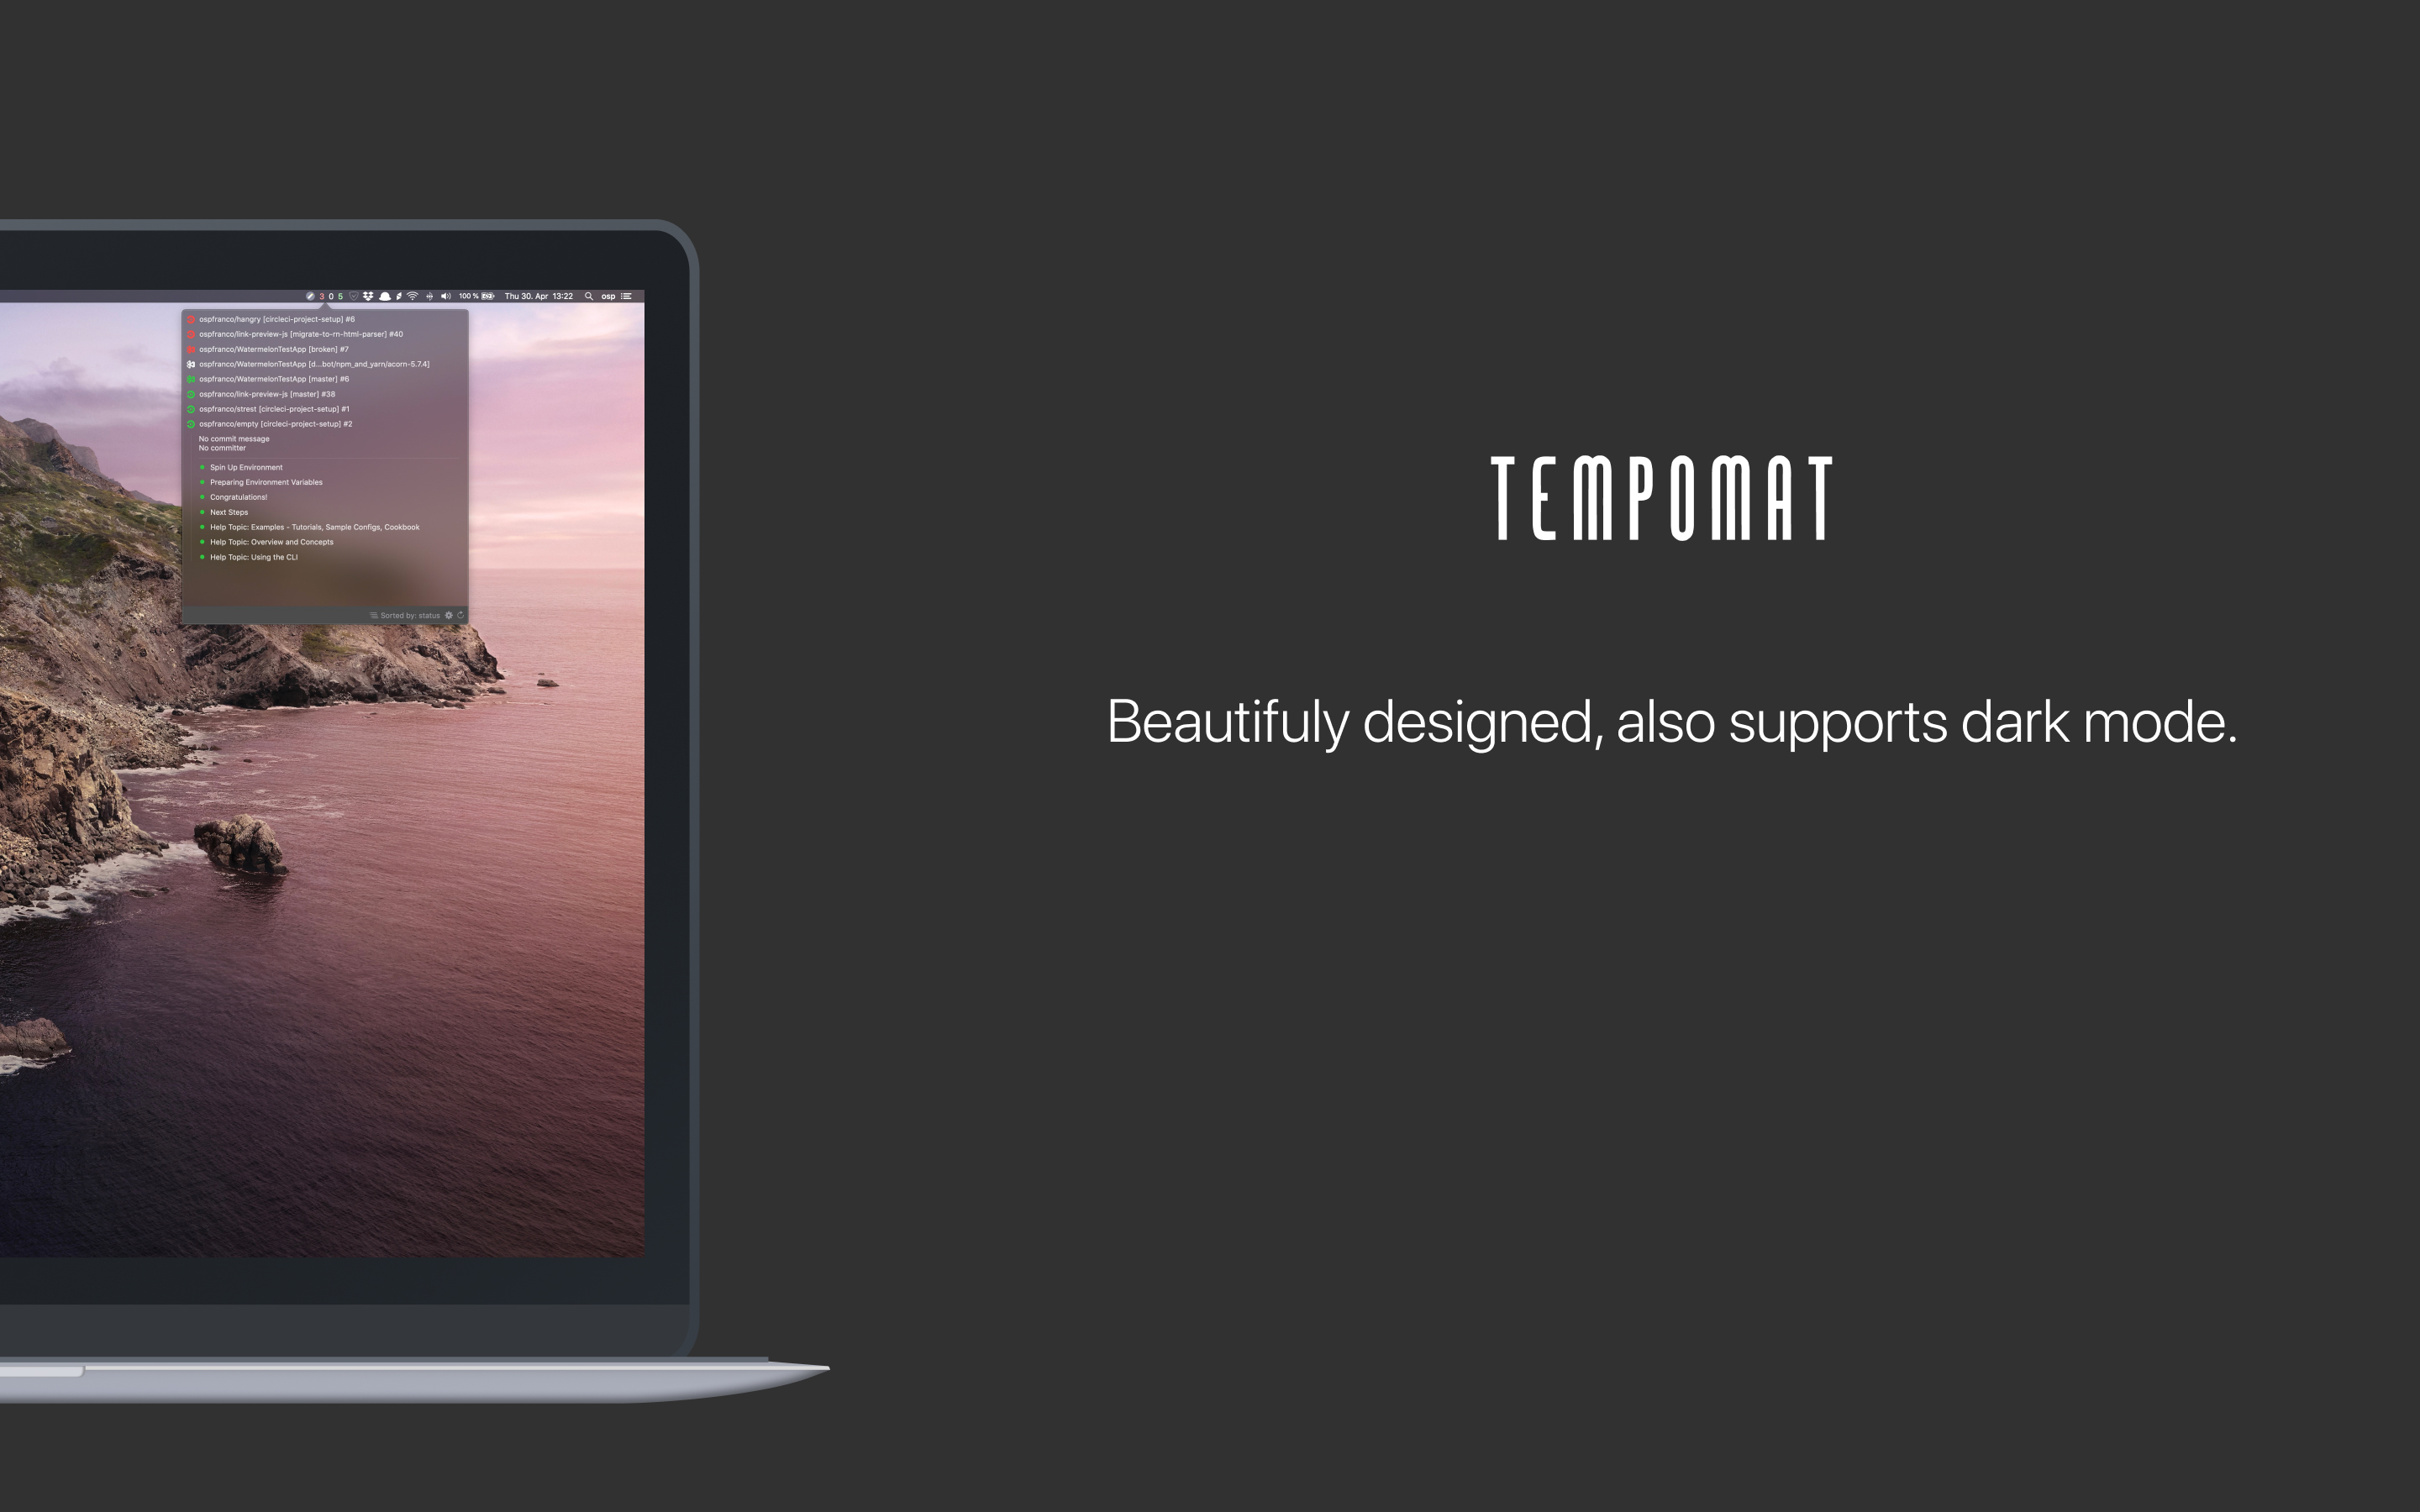 3 0 5 100 % Thu 30. Apr 13:22 osp
ospfranco/hangry [circleci-project-setup] #6
ospfranco/link-preview-js [migrate-to-rn-html-parser] #40
ospfranco/WatermelonTestApp [broken] #7
ospfranco/WatermelonTestApp [d...bot/npm_and_yarn/acorn-5.7.4]
ospfranco/WatermelonTestApp [master] #6
ospfranco/link-preview-js [master] #38
ospfranco/strest [circleci-project-setup] #1
ospfranco/empty [circleci-project-setup] #2
No commit message
No committer
Spin Up Environment
Preparing Environment Variables
Congratulations!
Next Steps
Help Topic: Examples - Tutorials, Sample Configs, Cookbook
Help Topic: Overview and Concepts
Help Topic: Using the CLI
Sorted by: status
TEMPOMAT
Beautifuly designed, also supports dark mode.